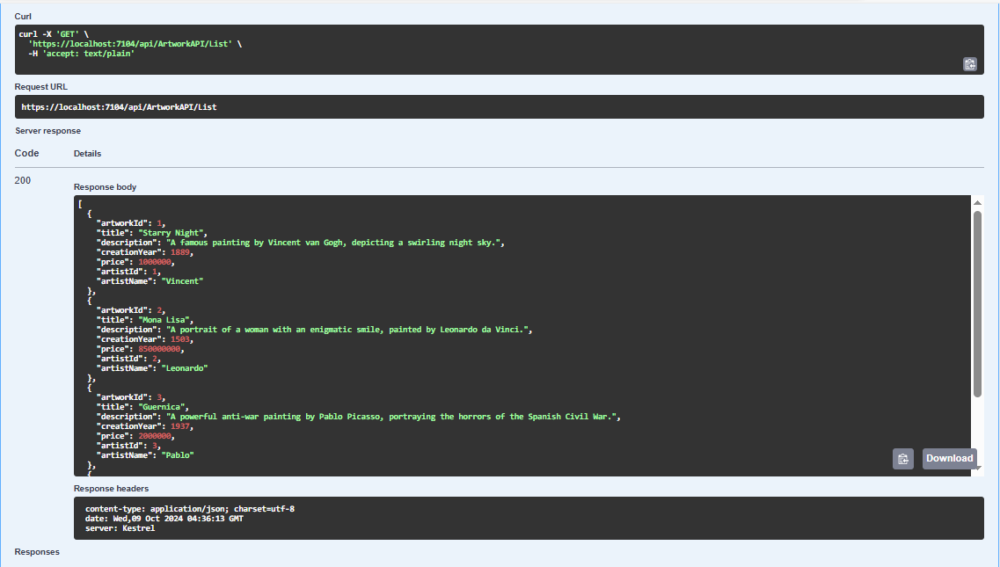 Curl
curl -X 'GET' \
'https://localhost:7104/api/ArtworkAPI/List' \
-H 'accept: text/plain'
Request URL
https://localhost:7104/api/ArtworkAPI/List
Server response
Code Details
200
Response body
[
{
"artworkId": 1,
"title": "Starry Night",
"description": "A famous painting by Vincent van Gogh, depicting a swirling night sky.",
"creationYear": 1889,
"price": 1000000,
"artistId": 1,
"artistName": "Vincent"
},
{
"artworkId": 2,
"title": "Mona Lisa",
"description": "A portrait of a woman with an enigmatic smile, painted by Leonardo da Vinci.",
"creationYear": 1503,
"price": 850000000,
"artistId": 2,
"artistName": "Leonardo"
},
{
"artworkId": 3,
"title": "Guernica",
"description": "A powerful anti-war painting by Pablo Picasso, portraying the horrors of the Spanish Civil War.",
"creationYear": 1937,
"price": 2000000,
"artistId": 3,
"artistName": "Pablo"
},
{
Download
Response headers
content-type: application/json; charset=utf-8
date: Wed,09 Oct 2024 04:36:13 GMT
server: Kestrel
Responses